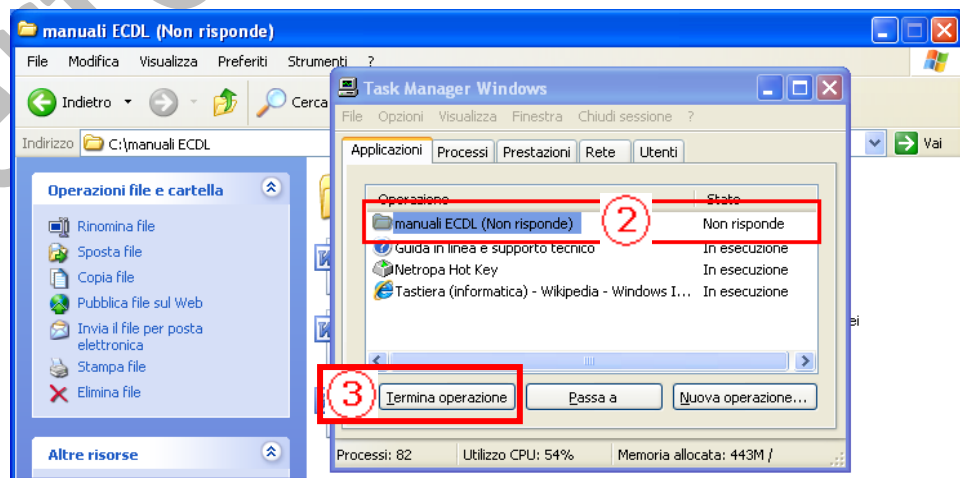 manuali ECDL (Non risponde)
File Modifica Visualizza Preferiti Strumenti ?
Indietro Cerca
Indirizzo C:\manuali ECDL Vai
Operazioni file e cartella
Rinomina file
Sposta file
Copia file
Pubblica file sul Web
Invia il file per posta
elettronica
Stampa file
Elimina file
Altre risorse
Task Manager Windows
File Opzioni Visualizza Finestra Chiudi sessione ?
Applicazioni Processi Prestazioni Rete Utenti
Operazione Stato
manuali ECDL (Non risponde) 2 Non risponde
Guida in linea e supporto tecnico In esecuzione
Netropa Hot Key In esecuzione
Tastiera (informatica) - Wikipedia - Windows I... In esecuzione
3 Termina operazione Passa a Nuova operazione...
Processi: 82 Utilizzo CPU: 54% Memoria allocata: 443M /